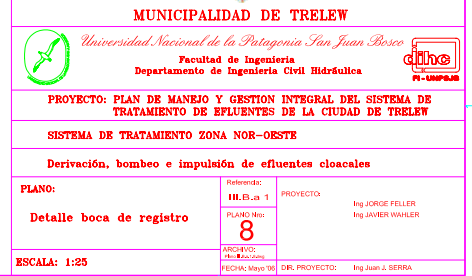 MUNICIPALIDAD DE TRELEW
Universidad Nacional de la Patagonia San Juan Bosco
Facultad de Ingeniería
Departamento de Ingeniería Civil Hidráulica
dihc
FI - UNPSJB
PROYECTO: PLAN DE MANEJO Y GESTION INTEGRAL DEL SISTEMA DE
TRATAMIENTO DE EFLUENTES DE LA CIUDAD DE TRELEW
SISTEMA DE TRATAMIENTO ZONA NOR-OESTE
Derivación, bombeo e impulsión de efluentes cloacales
PLANO:
Detalle boca de registro
ESCALA: 1:25
Referencia:
III.B.a 1
PLANO Nro:
8
ARCHIVO:
FECHA: Mayo '06
PROYECTO:
Ing JORGE FELLER
Ing JAVIER WAHLER
DIR. PROYECTO: Ing Juan J. SERRA